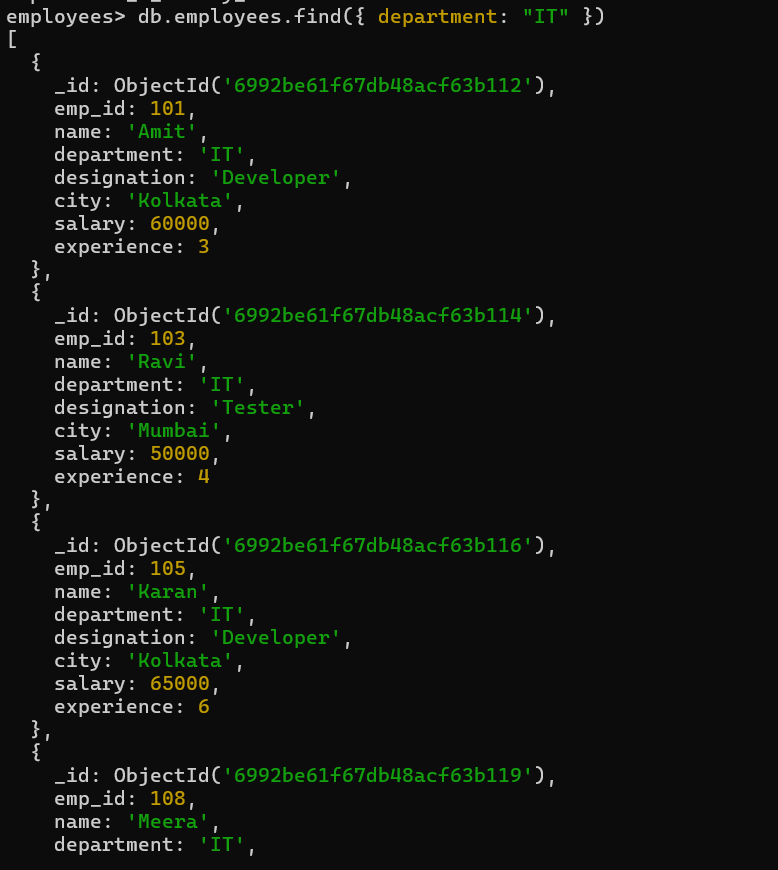 employees> db.employees.find({ department: "IT" })
[
  {
    _id: ObjectId('6992be61f67db48acf63b112'),
    emp_id: 101,
    name: 'Amit',
    department: 'IT',
    designation: 'Developer',
    city: 'Kolkata',
    salary: 60000,
    experience: 3
  },
  {
    _id: ObjectId('6992be61f67db48acf63b114'),
    emp_id: 103,
    name: 'Ravi',
    department: 'IT',
    designation: 'Tester',
    city: 'Mumbai',
    salary: 50000,
    experience: 4
  },
  {
    _id: ObjectId('6992be61f67db48acf63b116'),
    emp_id: 105,
    name: 'Karan',
    department: 'IT',
    designation: 'Developer',
    city: 'Kolkata',
    salary: 65000,
    experience: 6
  },
  {
    _id: ObjectId('6992be61f67db48acf63b119'),
    emp_id: 108,
    name: 'Meera',
    department: 'IT',